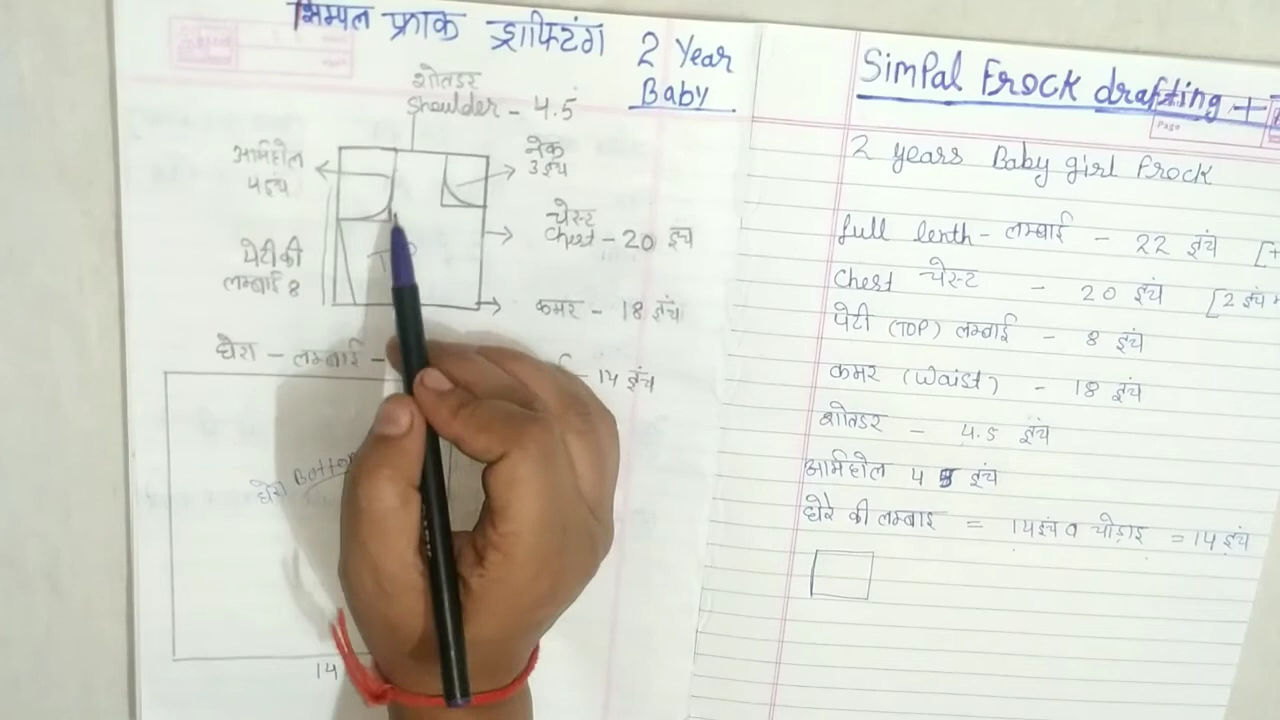 सिम्पल फ्राक ड्राफ्टिंग 2 Year
Baby
शोल्डर
Shoulder - 4.5
आर्महोल
4 इंच
नेक
3 इंच
चेस्ट
Chest - 20 इंच
पेटी की
लम्बाई 8
कमर - 18 इंच
घेरा - लम्बाई -
- 14 इंच
घेरा
14
SimPal Frock drafting
Page
2 years Baby girl Frock
full lenth - लम्बाई - 22 इंचे
Chest चेस्ट - 20 इंचे [2 इंच
पेटी (TOP) लम्बाई - 8 इंचे
कमर (Waist) - 18 इंचे
शोल्डर - 4.5 इंचे
आर्महोल 4 इंचे
घेरे की लम्बाई = 14 इंच व चोड़ाई = 14 इंचे